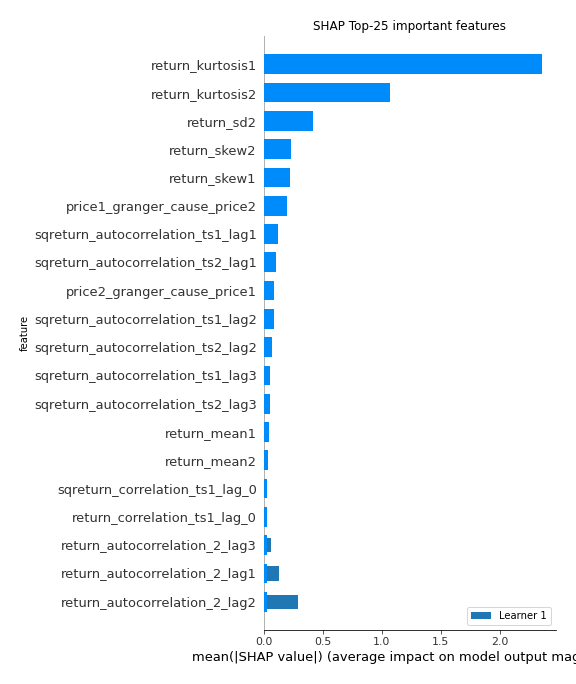 SHAP Top-25 important features
return_kurtosis1
return_kurtosis2
return_sd2
return_skew2
return_skew1
price1_granger_cause_price2
sqreturn_autocorrelation_ts1_lag1
sqreturn_autocorrelation_ts2_lag1
price2_granger_cause_price1
sqreturn_autocorrelation_ts1_lag2
sqreturn_autocorrelation_ts2_lag2
sqreturn_autocorrelation_ts1_lag3
sqreturn_autocorrelation_ts2_lag3
return_mean1
return_mean2
sqreturn_correlation_ts1_lag_0
return_correlation_ts1_lag_0
return_autocorrelation_2_lag3
return_autocorrelation_2_lag1
return_autocorrelation_2_lag2
feature
Learner 1
0.0 0.5 1.0 1.5 2.0
mean(|SHAP value|) (average impact on model output mag